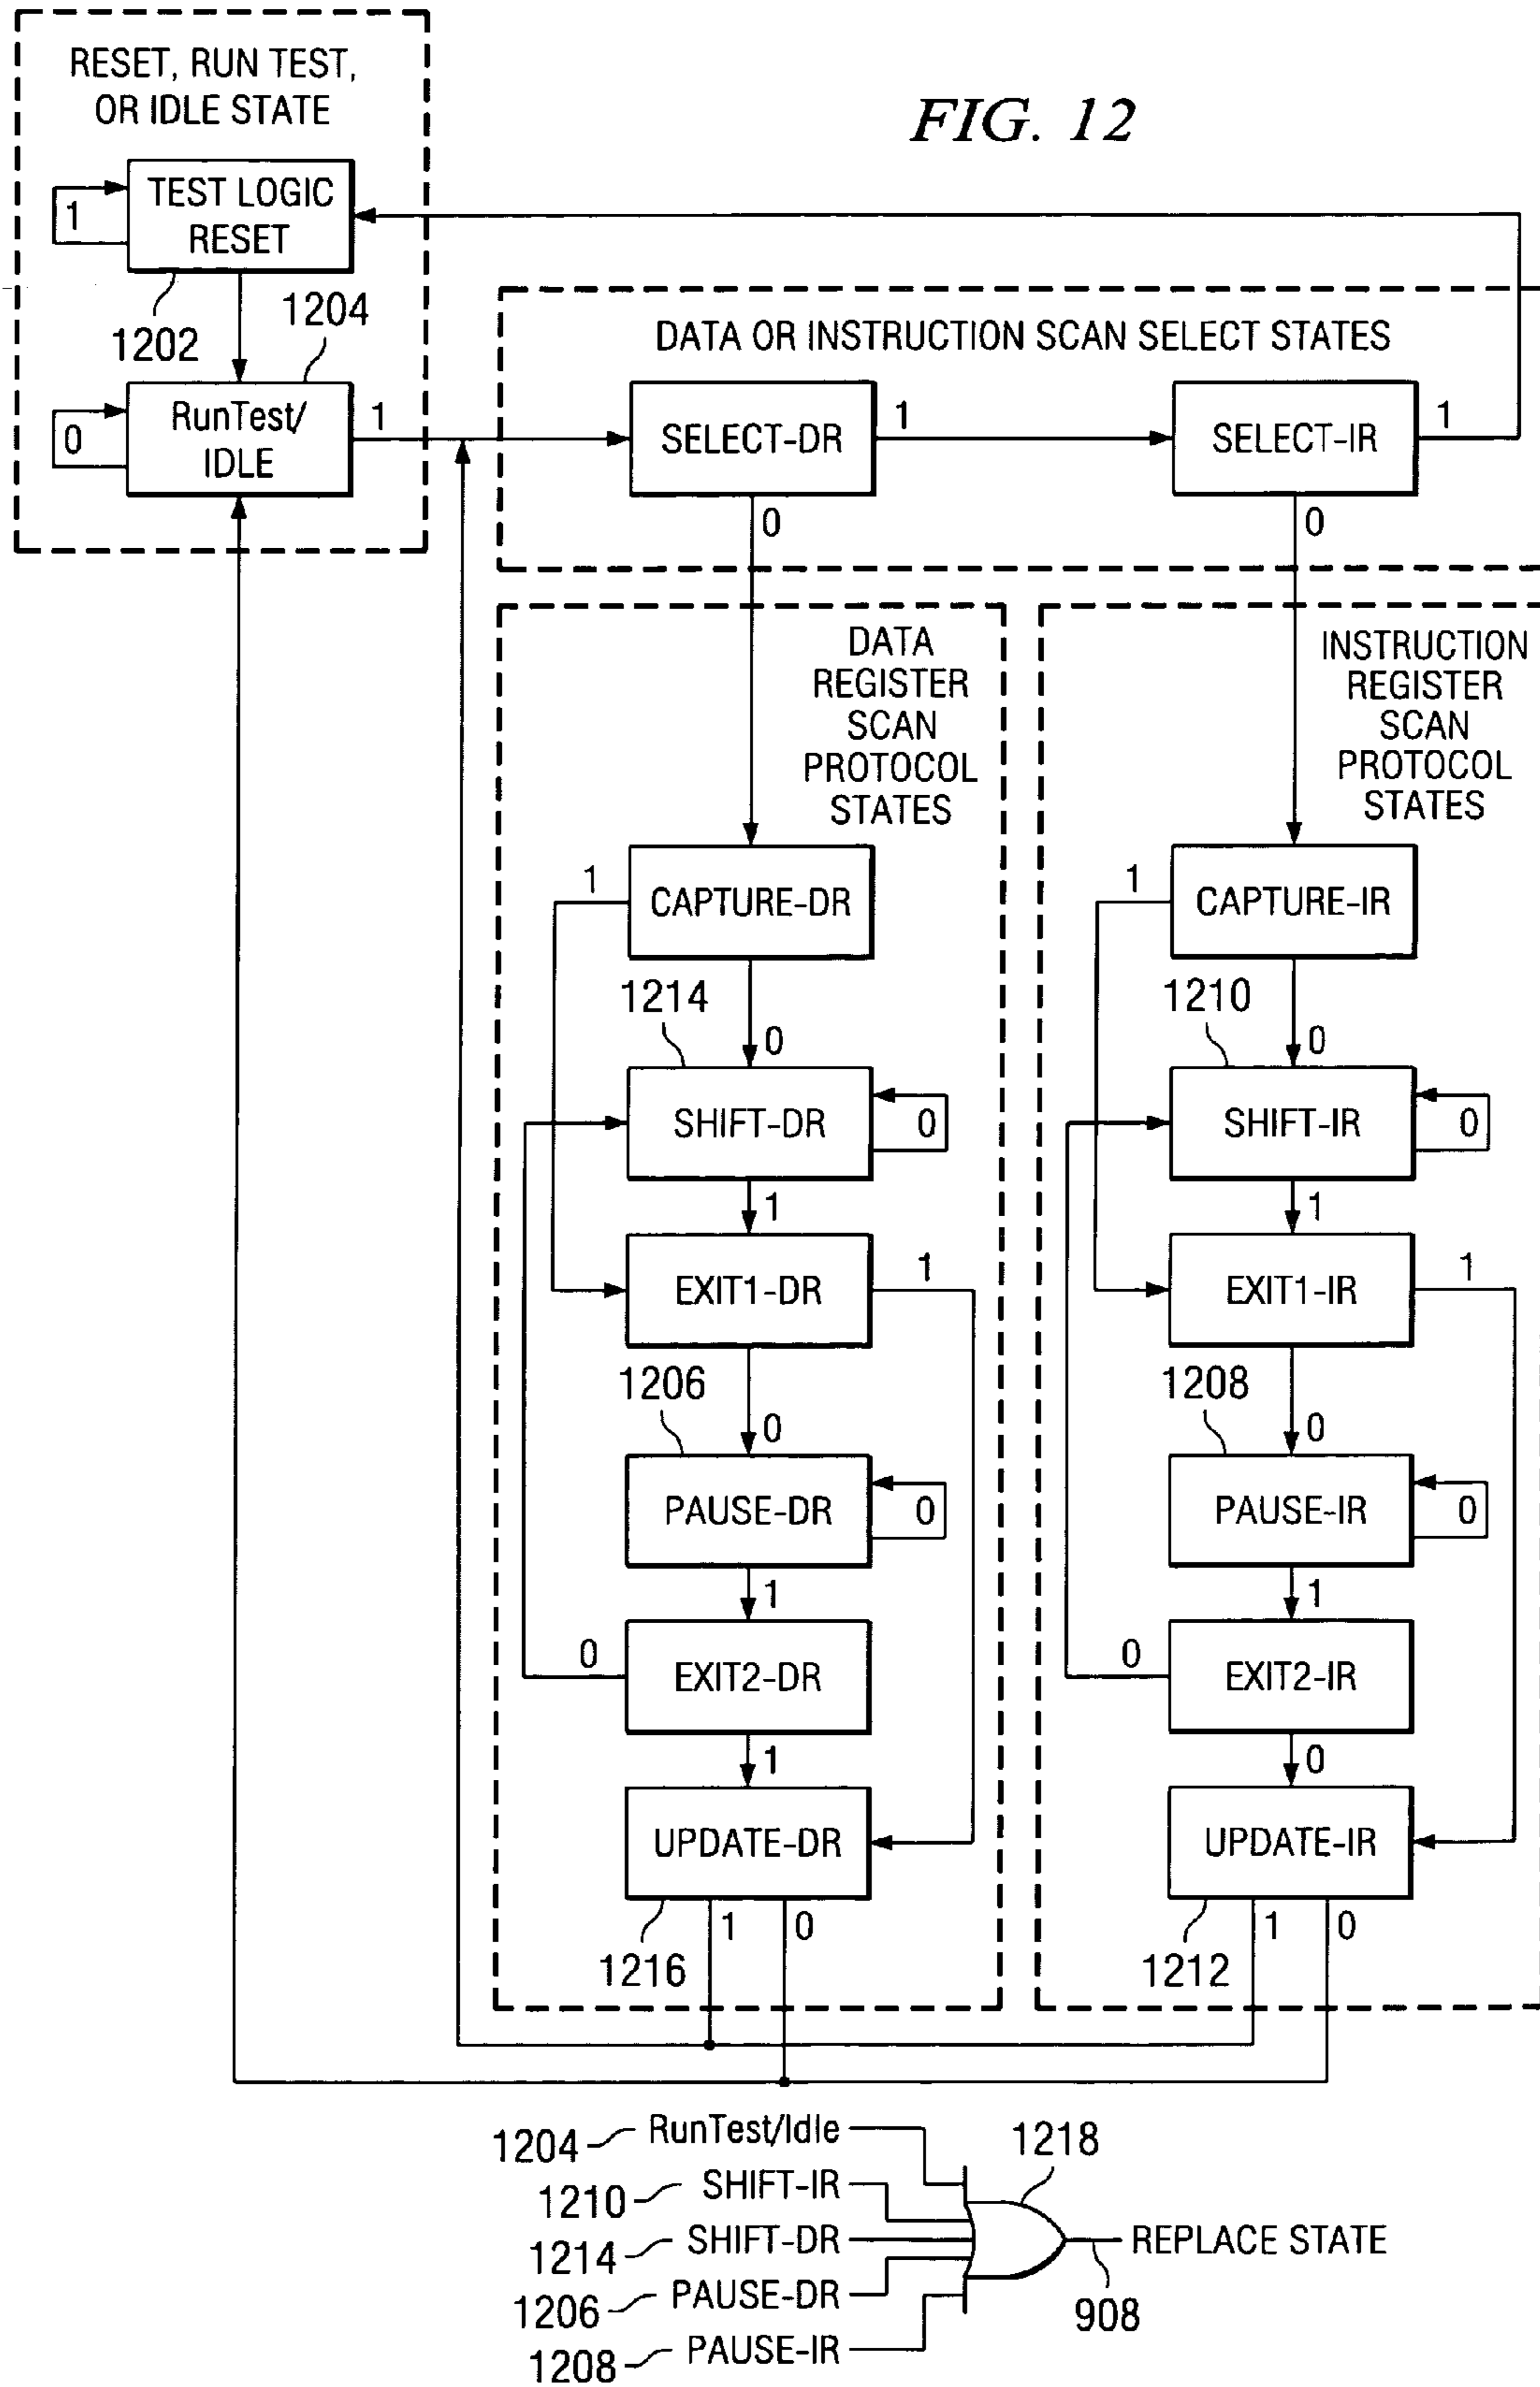 RESET, RUN TEST,
OR IDLE STATE
FIG. 12
TEST LOGIC
RESET
1
1202
1204
RunTest/
IDLE
0
1
DATA OR INSTRUCTION SCAN SELECT STATES
SELECT-DR
1
SELECT-IR
1
0
0
DATA
REGISTER
SCAN
PROTOCOL
STATES
INSTRUCTION
REGISTER
SCAN
PROTOCOL
STATES
1
CAPTURE-DR
1
CAPTURE-IR
1214
0
1210
0
SHIFT-DR
0
SHIFT-IR
0
1
1
EXIT1-DR
1
EXIT1-IR
1
1206
0
1208
0
PAUSE-DR
0
PAUSE-IR
0
1
1
0
EXIT2-DR
0
EXIT2-IR
1
0
UPDATE-DR
UPDATE-IR
1216
1
0
1212
1
0
1204
RunTest/Idle
1218
1210
SHIFT-IR
1214
SHIFT-DR
REPLACE STATE
1206
PAUSE-DR
908
1208
PAUSE-IR